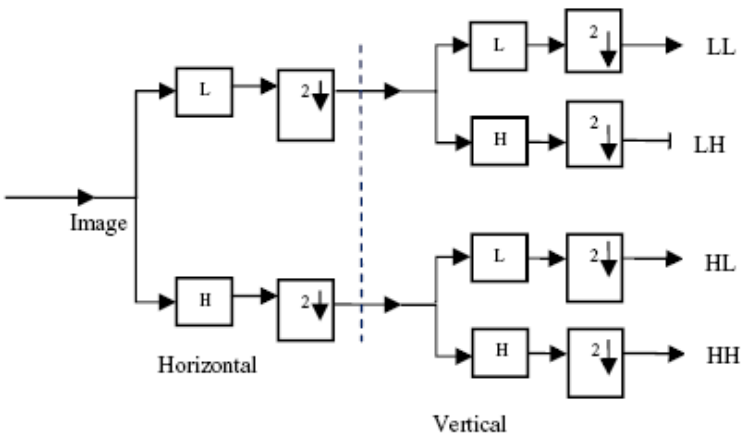 L 2 LL
L 2
H 2 LH
Image
L 2 HL
H 2
H 2 HH
Horizontal
Vertical